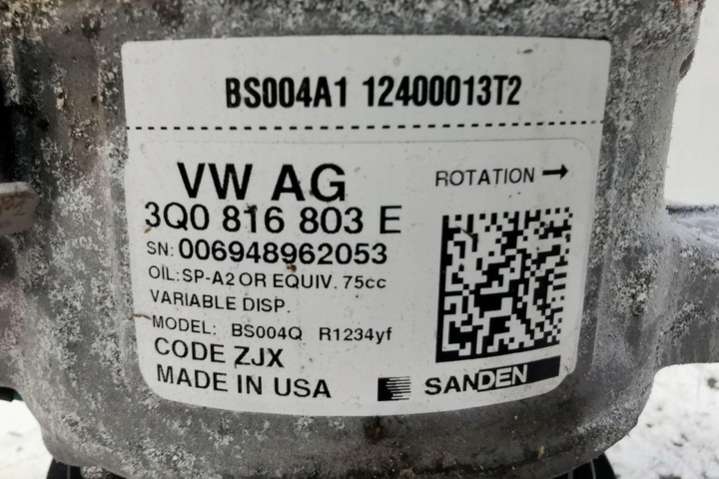 BS004A1 12400013T2
VW AG
ROTATION →
3Q0 816 803 E
SN: 006948962053
OIL:SP-A2 OR EQUIV. 75cc
VARIABLE DISP.
MODEL: BS004Q R1234yf
CODE ZJX
MADE IN USA
SANDEN